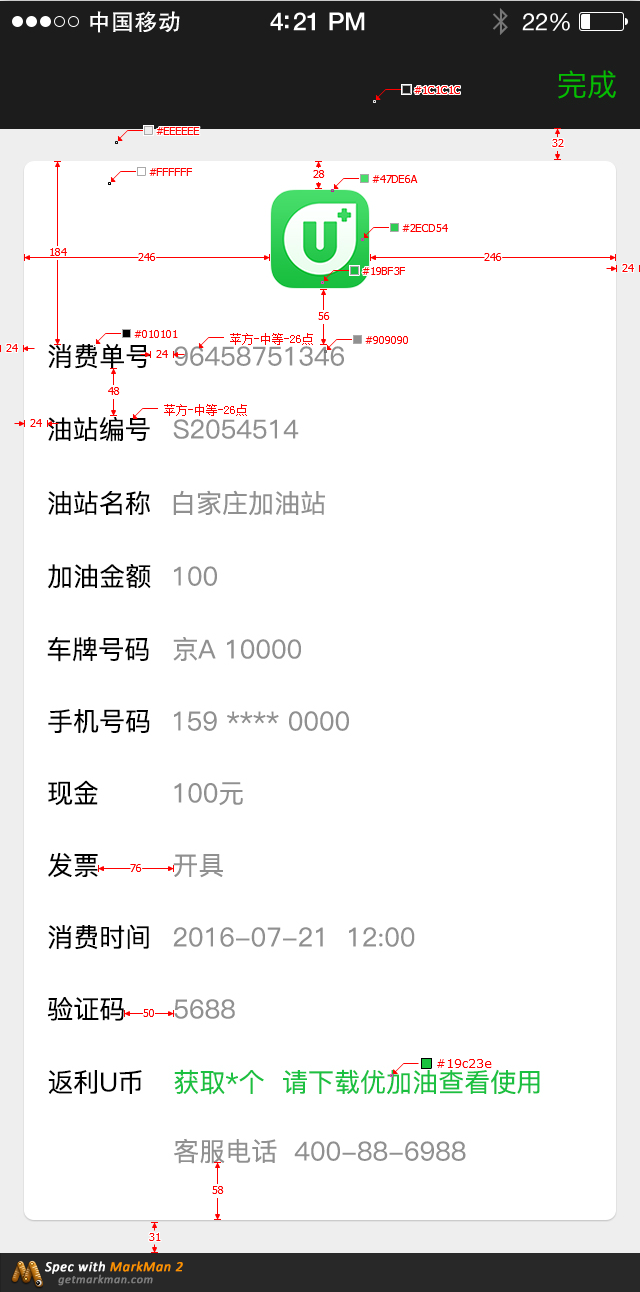 中国移动 4:21 PM 22%
#1C1C1C 完成
#EEEEEE 32
#FFFFFF 28 #47DE6A
#2ECD54
184 246 U 246 24
#19BF3F
56
#010101 苹方-中等-26点 #909090
24 消费单号 24 96458751346
48
苹方-中等-26点
24 油站编号 S2054514
油站名称 白家庄加油站
加油金额 100
车牌号码 京A 10000
手机号码 159 **** 0000
现金 100元
发票 76 开具
消费时间 2016-07-21 12:00
验证码 50 5688
#19c23e
返利U币 获取*个 请下载优加油查看使用
客服电话 400-88-6988
58
31
Spec with MarkMan 2
getmarkman.com